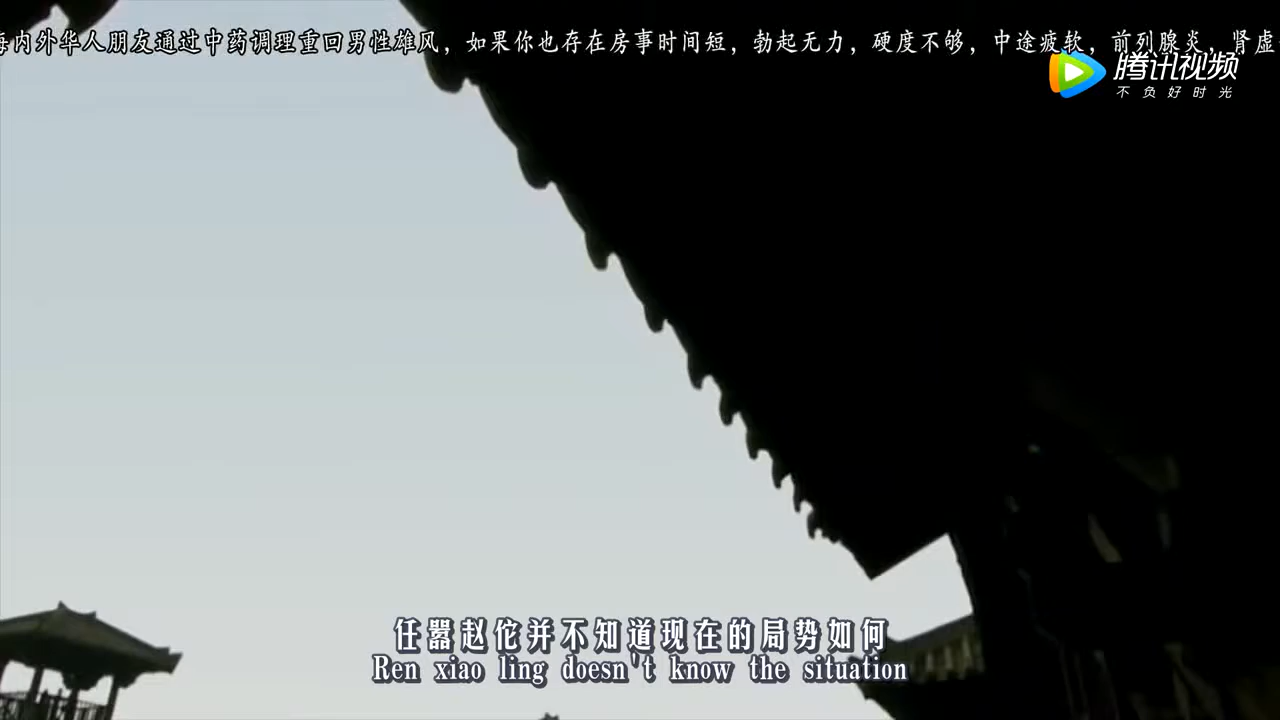 海内外华人朋友通过中药调理重回男性雄风，如果你也存在房事时间短，勃起无力，硬度不够，中途疲软，前列腺炎，肾虚
腾讯视频
不负好时光
任嚣赵佗并不知道现在的局势如何
Ren xiao ling doesn't know the situation